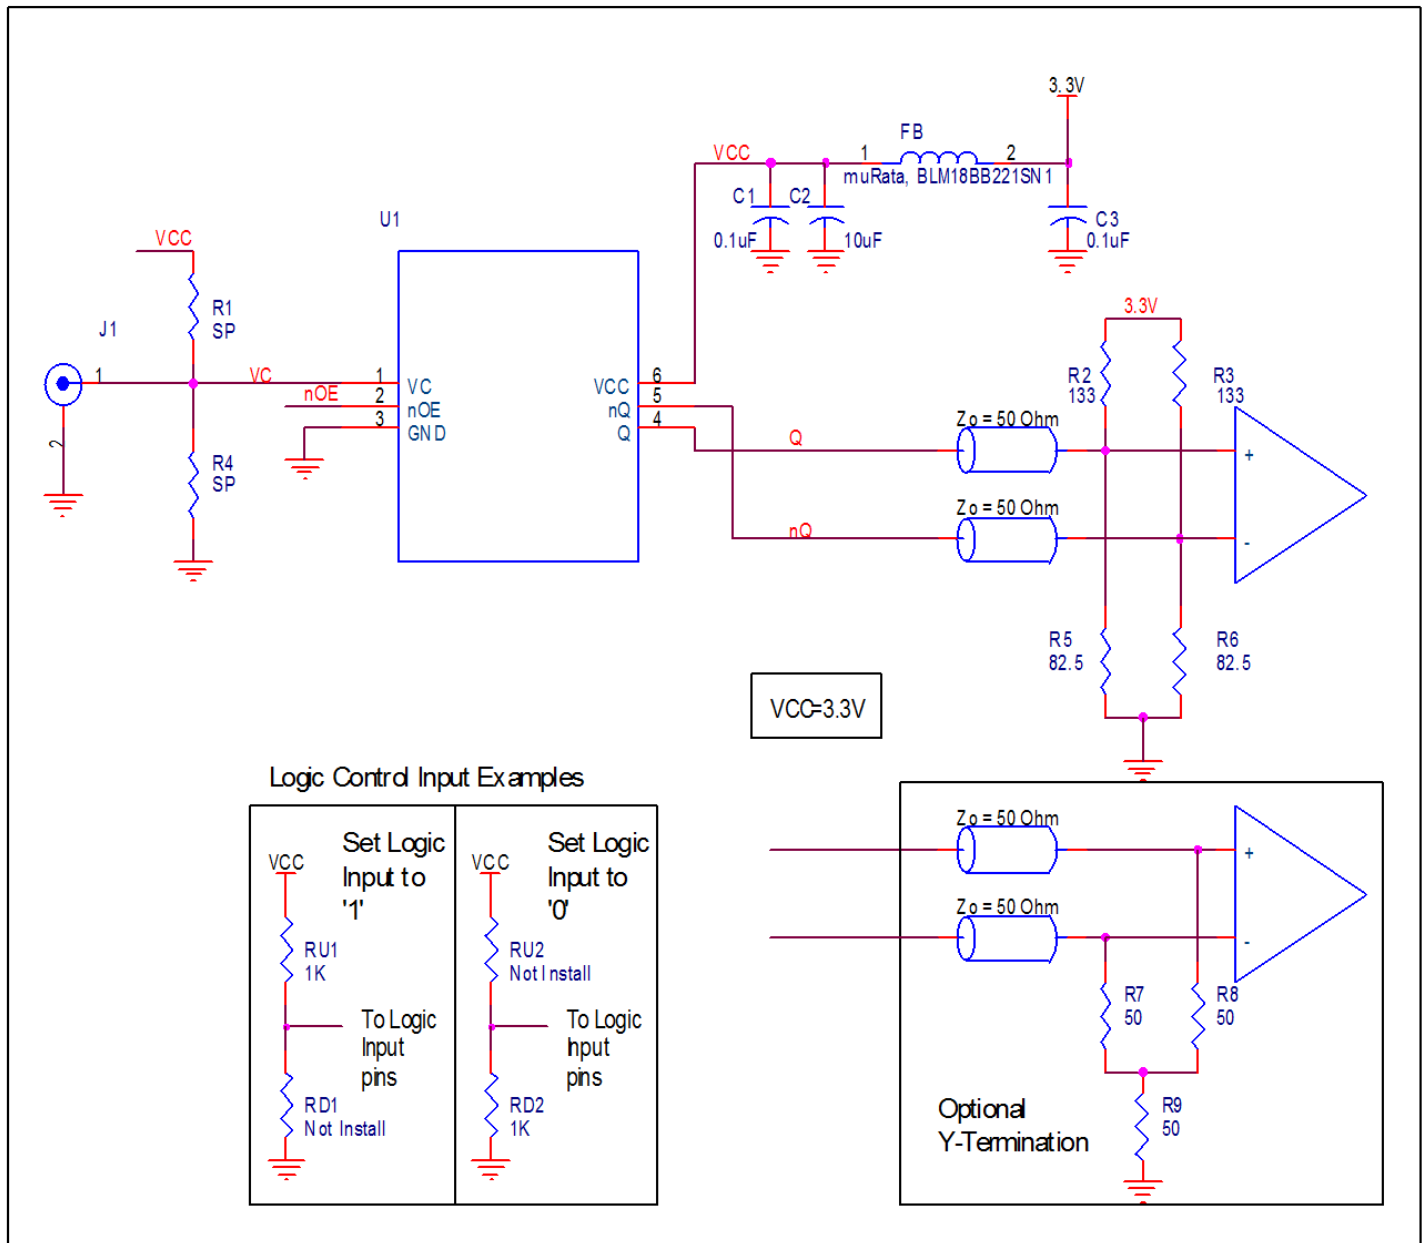 3.3V
FB
VCC
1
2
muRata, BLM18BB221SN1
C1
C2
C3
0.1uF
10uF
0.1uF
U1
VCC
R1
SP
J1
1
VC
1
VC
nOE
2
nOE
3
GND
2
R4
SP
VCC
6
nQ
5
Q
4
3.3V
R2
133
R3
133
Zo = 50 Ohm
Q
+
Zo = 50 Ohm
nQ
-
R5
82.5
R6
82.5
VCC=3.3V
Logic Control Input Examples
Set Logic
Input to
'1'
VCC
RU1
1K
To Logic
Input
pins
RD1
Not Install
Set Logic
Input to
'0'
VCC
RU2
Not Install
To Logic
Input
pins
RD2
1K
Zo = 50 Ohm
+
Zo = 50 Ohm
-
R7
50
R8
50
R9
50
Optional
Y-Termination